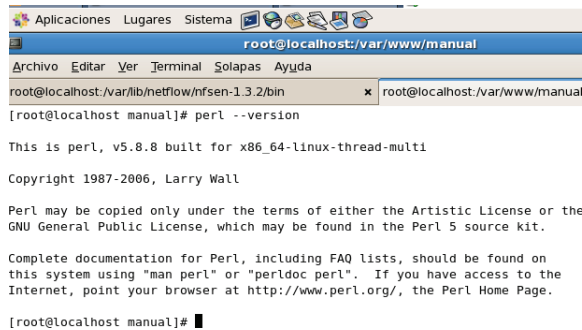 Aplicaciones Lugares Sistema
root@localhost:/var/www/manual
Archivo Editar Ver Terminal Solapas Ayuda
root@localhost:/var/lib/netflow/nfsen-1.3.2/bin × root@localhost:/var/www/manual
[root@localhost manual]# perl --version
This is perl, v5.8.8 built for x86_64-linux-thread-multi
Copyright 1987-2006, Larry Wall
Perl may be copied only under the terms of either the Artistic License or the
GNU General Public License, which may be found in the Perl 5 source kit.
Complete documentation for Perl, including FAQ lists, should be found on
this system using "man perl" or "perldoc perl".  If you have access to the
Internet, point your browser at http://www.perl.org/, the Perl Home Page.
[root@localhost manual]#